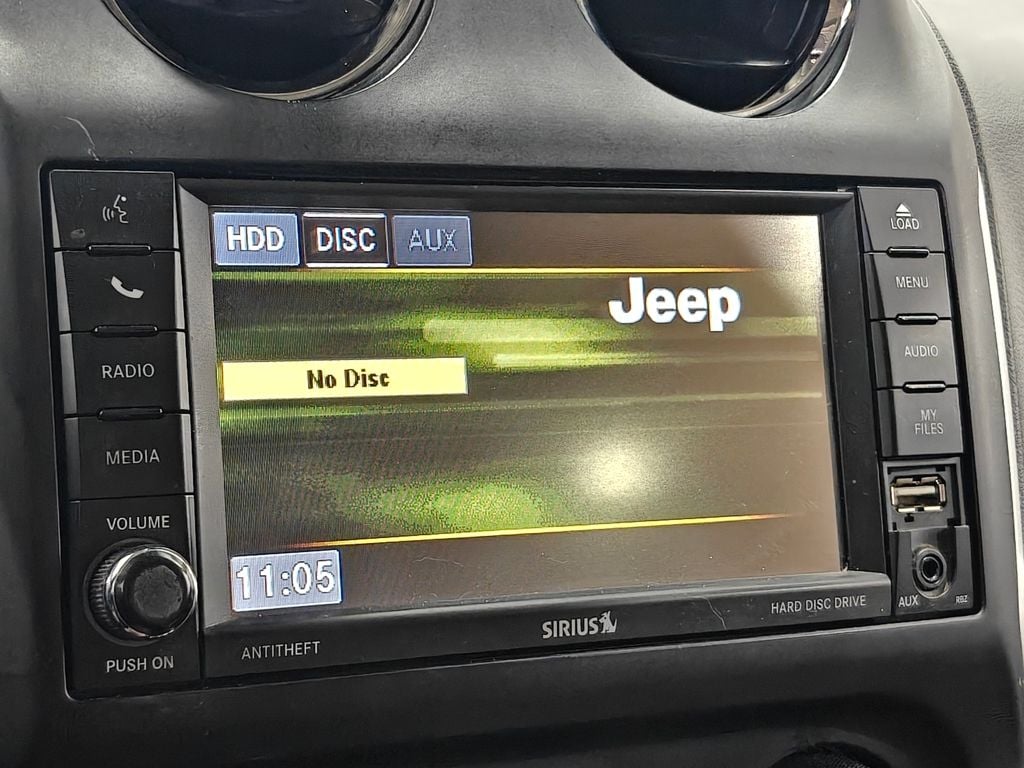 HDD DISC AUX
Jeep
No Disc
11:05
RADIO
MEDIA
VOLUME
PUSH ON
ANTITHEFT
SIRIUS
HARD DISC DRIVE
LOAD
MENU
AUDIO
MY
FILES
AUX RBZ